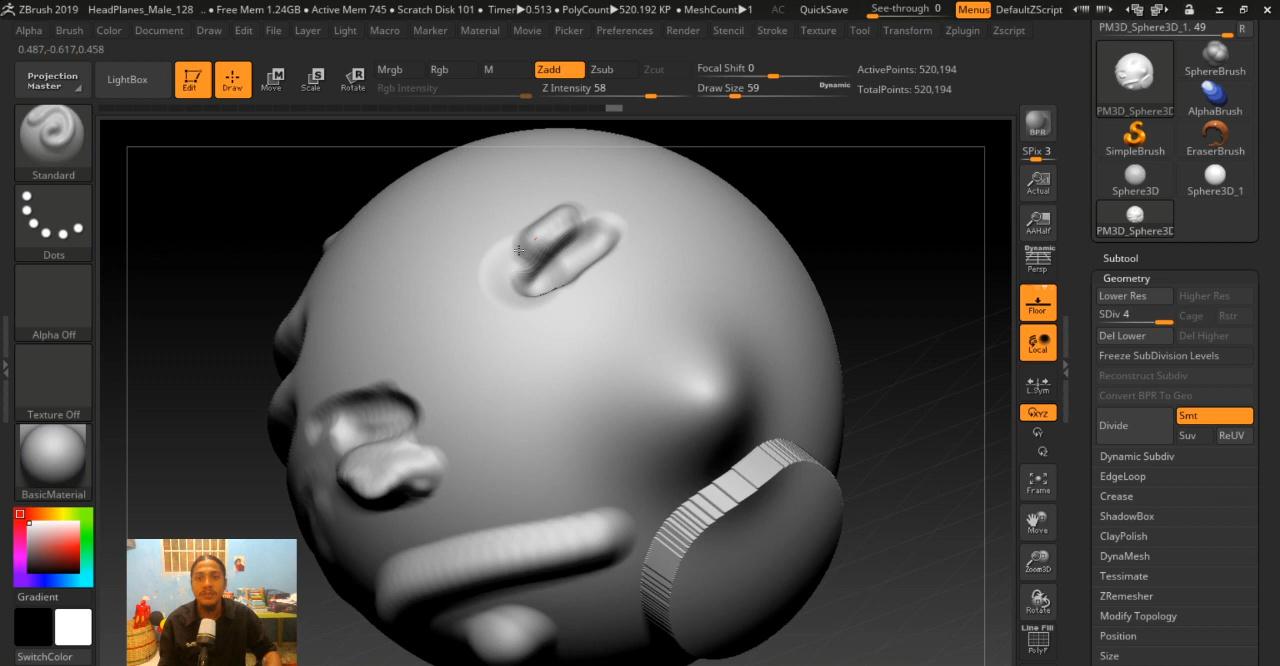 ZBrush 2019 HeadPlanes_Male_128 .. ● Free Mem 1.24GB ● Active Mem 745 ● Scratch Disk 101 ● Timer▶0.513 ● PolyCount▶520.192 KP ● MeshCount▶1 AC QuickSave See-through 0 Menus DefaultZScript
Alpha Brush Color Document Draw Edit File Layer Light Macro Marker Material Movie Picker Preferences Render Stencil Stroke Texture Tool Transform Zplugin Zscript
0.487,-0.617,0.458
Projection Master
LightBox
Edit
Draw
Move
Scale
Rotate
Mrgb Rgb M
Rgb Intensity
Zadd Zsub Zcut
Z Intensity 58
Focal Shift 0
Draw Size 59 Dynamic
ActivePoints: 520,194
TotalPoints: 520,194
Standard
Dots
Alpha Off
Texture Off
BasicMaterial
Gradient
SwitchColor
BPR
SPix 3
Actual
AAHalf
Dynamic
Persp
Floor
Local
L.Sym
XYZ
Y
Z
Frame
Move
Zoom3D
Rotate
Line Fill
PolyF
PM3D_Sphere3D_1. 49 R
PM3D_Sphere3D
SphereBrush
AlphaBrush
SimpleBrush
EraserBrush
Sphere3D
Sphere3D_1
PM3D_Sphere3D
Subtool
Geometry
Lower Res Higher Res
SDiv 4 Cage Rstr
Del Lower Del Higher
Freeze SubDivision Levels
Reconstruct Subdiv
Convert BPR To Geo
Divide Smt
Suv ReUV
Dynamic Subdiv
EdgeLoop
Crease
ShadowBox
ClayPolish
DynaMesh
Tessimate
ZRemesher
Modify Topology
Position
Size